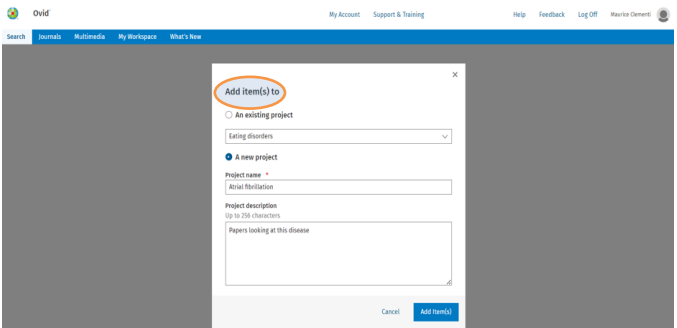 Ovid
My Account Support & Training Help Feedback Log Off Maurice Clementi
Search Journals Multimedia My Workspace What's New
×
Add item(s) to
An existing project
Eating disorders
A new project
Project name *
Atrial fibrillation
Project description
Up to 256 characters
Papers looking at this disease
Cancel Add Item(s)